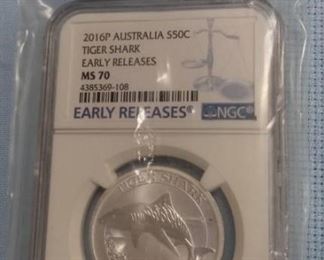 2016P AUSTRALIA S50C
TIGER SHARK
EARLY RELEASES
MS 70
4385369-108
EARLY RELEASES NGC
TIGER SHARK